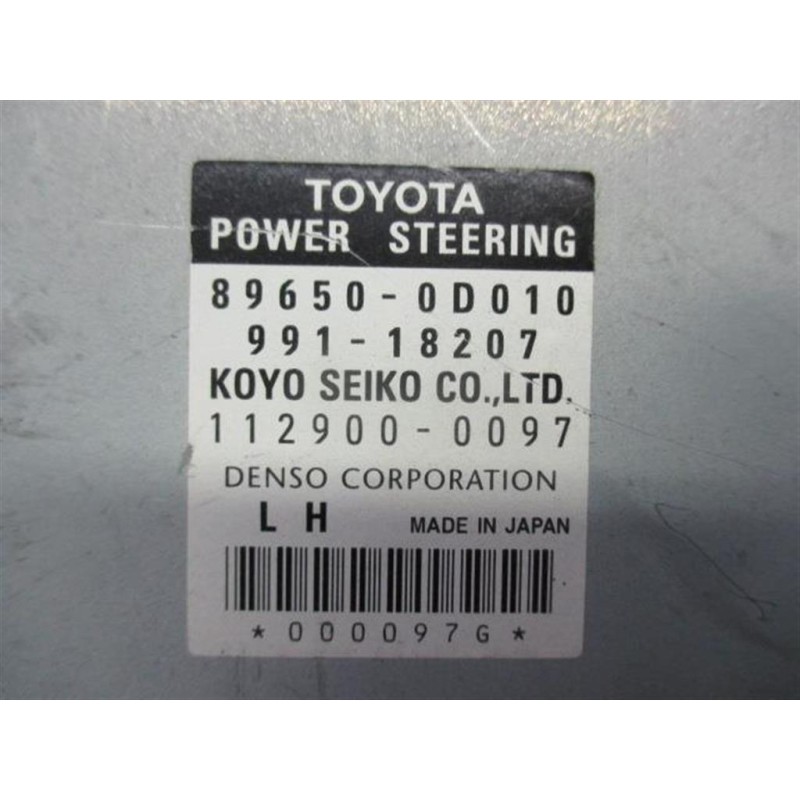 TOYOTA
POWER STEERING
89650-0D010
991-18207
KOYO SEIKO CO.,LTD.
112900-0097
DENSO CORPORATION
LH MADE IN JAPAN
*000097G*